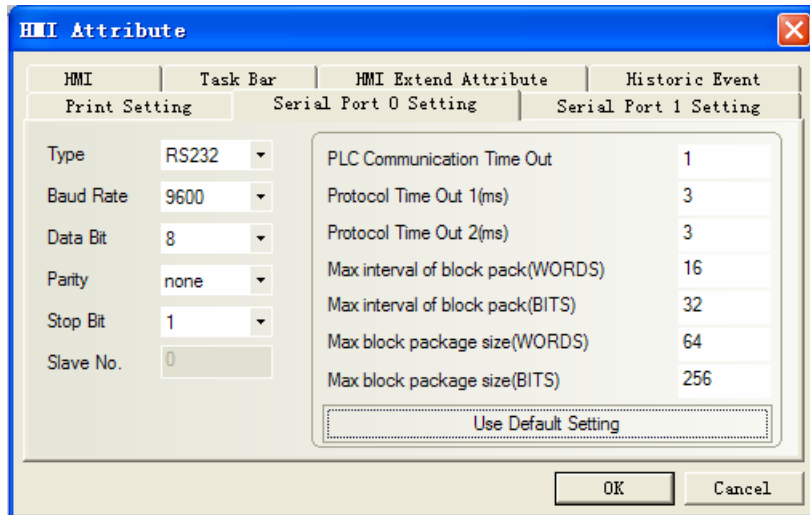 HMI Attribute
HMI Task Bar HMI Extend Attribute Historic Event
Print Setting Serial Port 0 Setting Serial Port 1 Setting
Type RS232
Baud Rate 9600
Data Bit 8
Parity none
Stop Bit 1
Slave No. 0
PLC Communication Time Out 1
Protocol Time Out 1(ms) 3
Protocol Time Out 2(ms) 3
Max interval of block pack(WORDS) 16
Max interval of block pack(BITS) 32
Max block package size(WORDS) 64
Max block package size(BITS) 256
Use Default Setting
OK Cancel